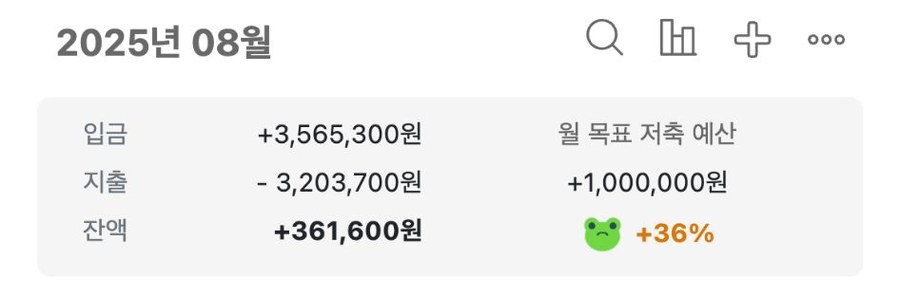 2025년 08월
입금 +3,565,300원 월 목표 저축 예산
지출 - 3,203,700원 +1,000,000원
잔액 +361,600원 +36%